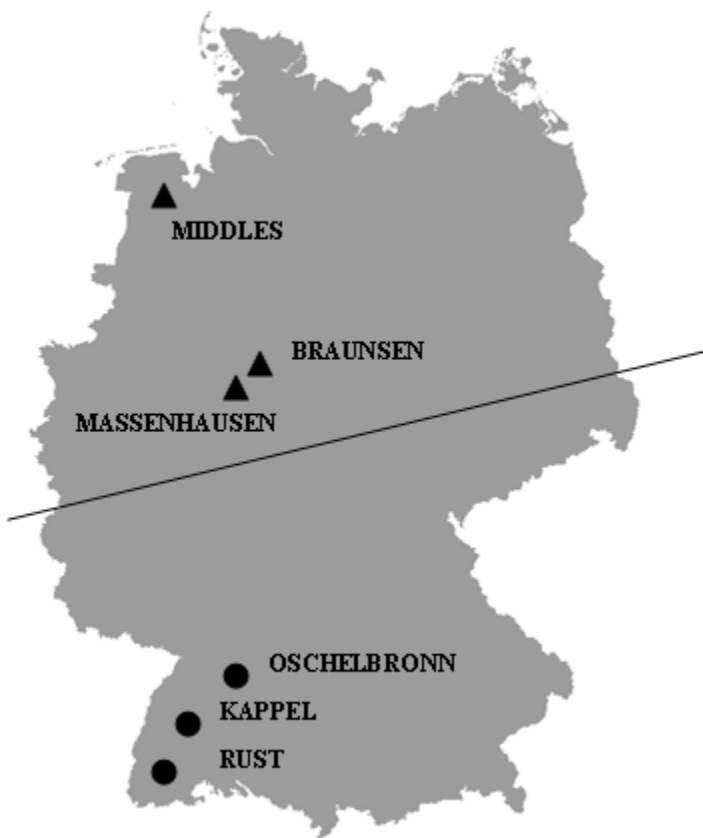 MIDDLES
BRAUNSEN
MASSENHAUSEN
OSCHELBRONN
KAPPEL
RUST